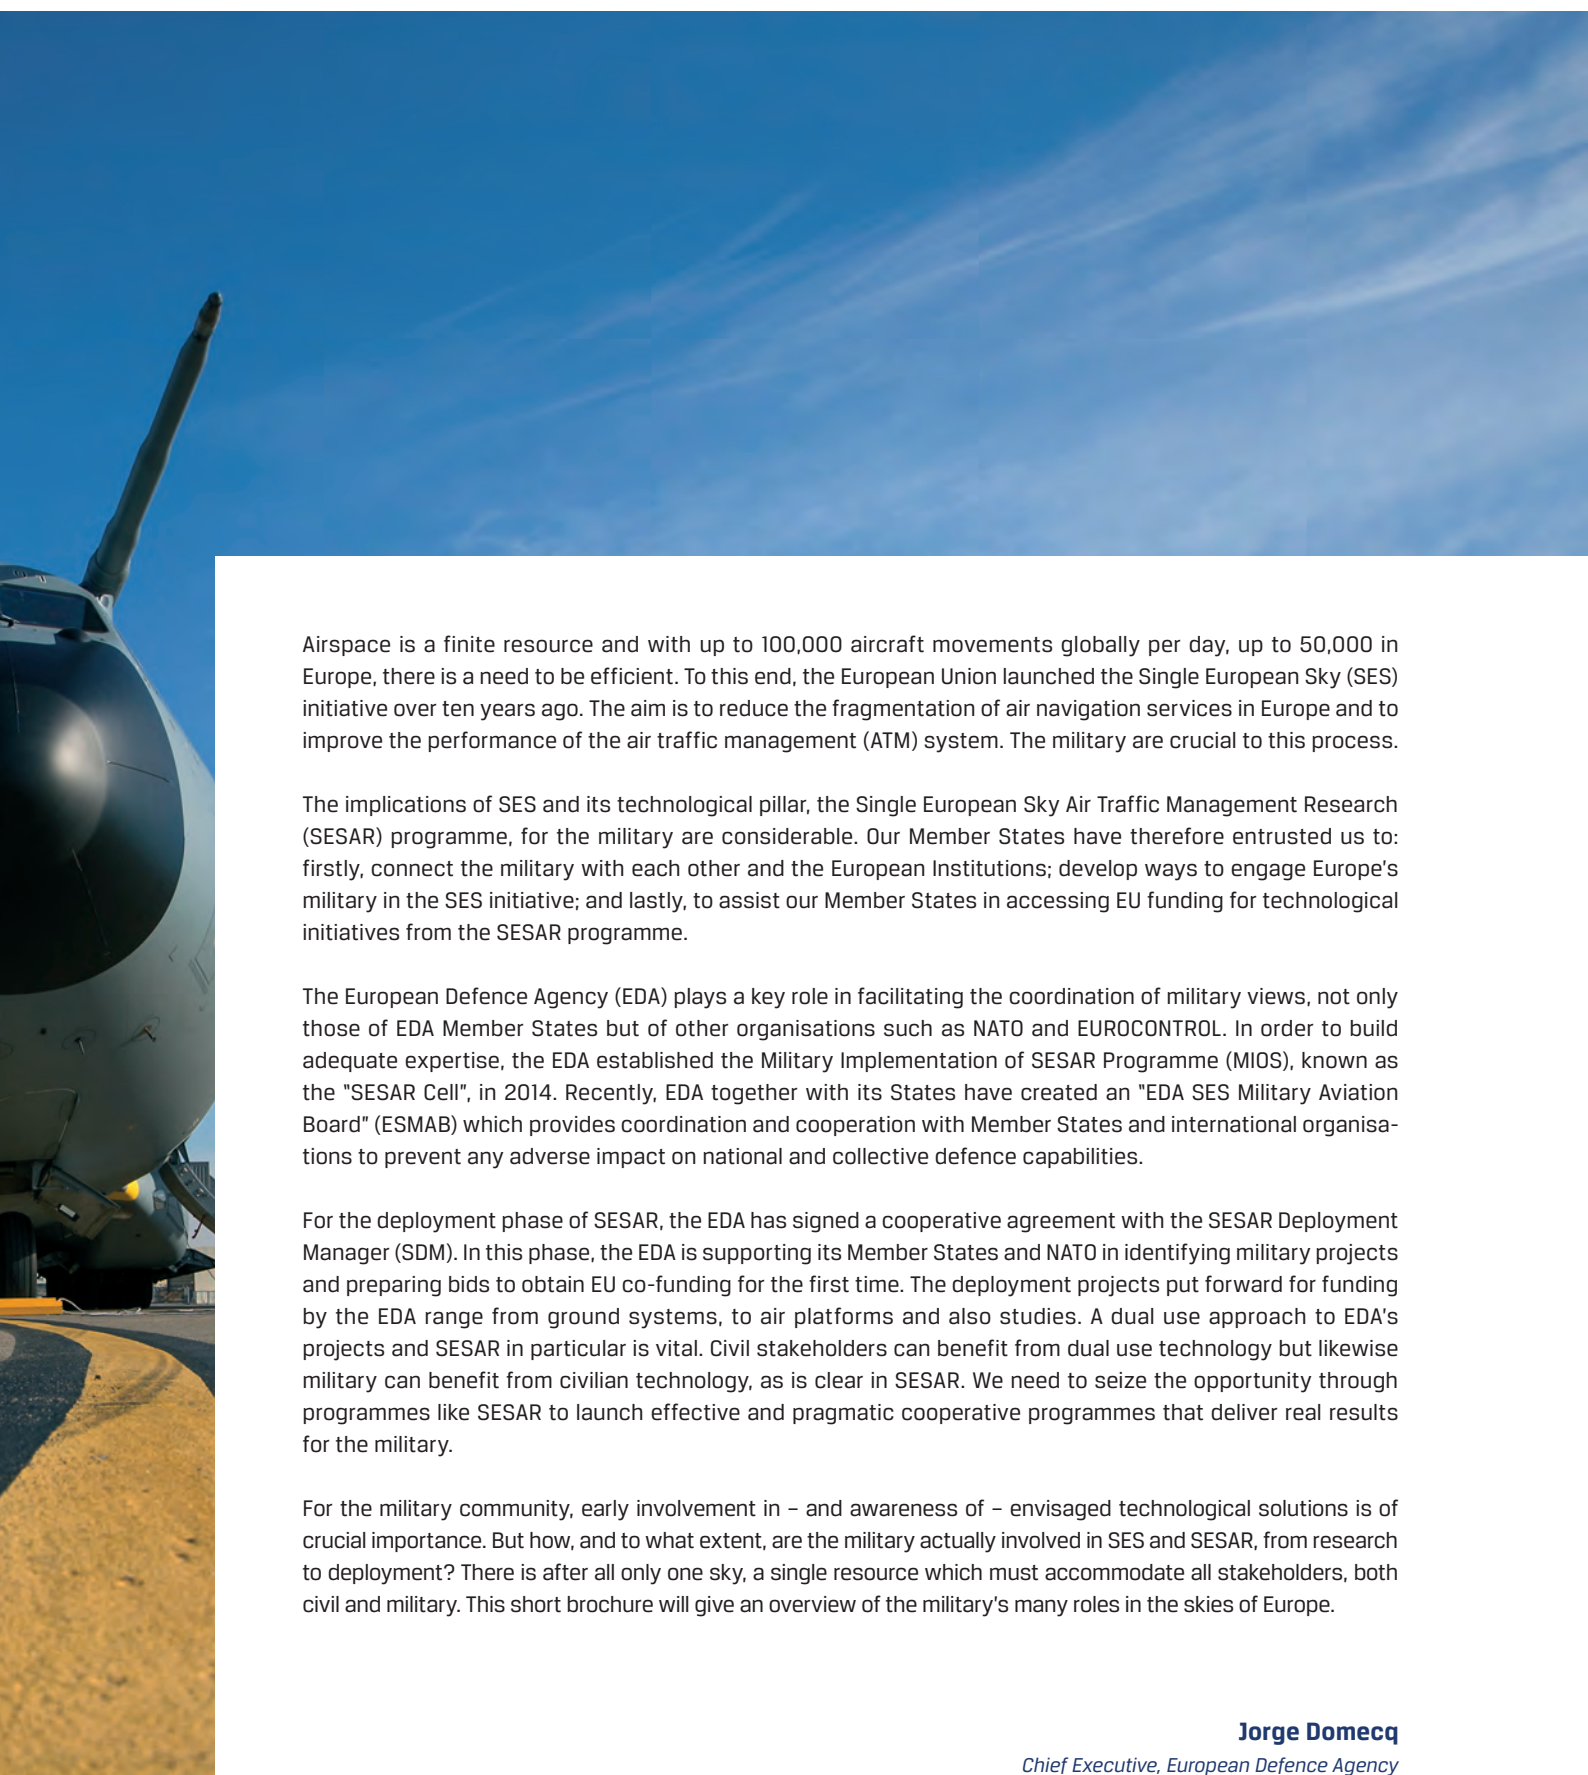 Airspace is a finite resource and with up to 100,000 aircraft movements globally per day, up to 50,000 in
Europe, there is a need to be efficient. To this end, the European Union launched the Single European Sky (SES)
initiative over ten years ago. The aim is to reduce the fragmentation of air navigation services in Europe and to
improve the performance of the air traffic management (ATM) system. The military are crucial to this process.
The implications of SES and its technological pillar, the Single European Sky Air Traffic Management Research
(SESAR) programme, for the military are considerable. Our Member States have therefore entrusted us to:
firstly, connect the military with each other and the European Institutions; develop ways to engage Europe's
military in the SES initiative; and lastly, to assist our Member States in accessing EU funding for technological
initiatives from the SESAR programme.
The European Defence Agency (EDA) plays a key role in facilitating the coordination of military views, not only
those of EDA Member States but of other organisations such as NATO and EUROCONTROL. In order to build
adequate expertise, the EDA established the Military Implementation of SESAR Programme (MIOS), known as
the "SESAR Cell", in 2014. Recently, EDA together with its States have created an "EDA SES Military Aviation
Board" (ESMAB) which provides coordination and cooperation with Member States and international organisa-
tions to prevent any adverse impact on national and collective defence capabilities.
For the deployment phase of SESAR, the EDA has signed a cooperative agreement with the SESAR Deployment
Manager (SDM). In this phase, the EDA is supporting its Member States and NATO in identifying military projects
and preparing bids to obtain EU co-funding for the first time. The deployment projects put forward for funding
by the EDA range from ground systems, to air platforms and also studies. A dual use approach to EDA's
projects and SESAR in particular is vital. Civil stakeholders can benefit from dual use technology but likewise
military can benefit from civilian technology, as is clear in SESAR. We need to seize the opportunity through
programmes like SESAR to launch effective and pragmatic cooperative programmes that deliver real results
for the military.
For the military community, early involvement in – and awareness of – envisaged technological solutions is of
crucial importance. But how, and to what extent, are the military actually involved in SES and SESAR, from research
to deployment? There is after all only one sky, a single resource which must accommodate all stakeholders, both
civil and military. This short brochure will give an overview of the military's many roles in the skies of Europe.
Jorge Domecq
Chief Executive, European Defence Agency